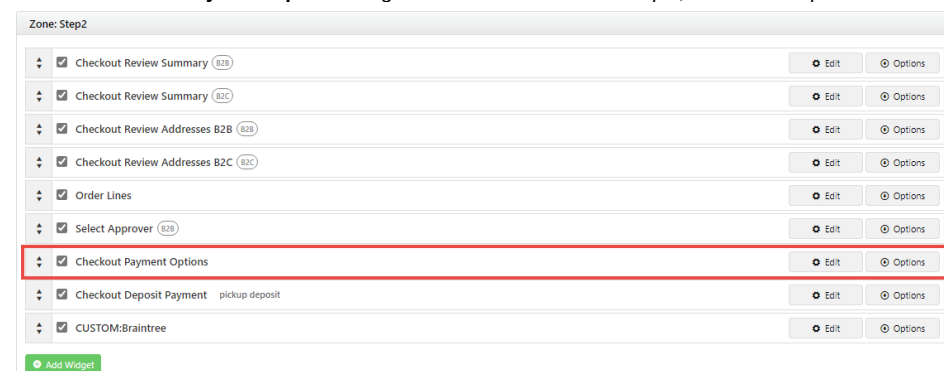 Zone: Step2
Checkout Review Summary B2B Edit Options
Checkout Review Summary B2C Edit Options
Checkout Review Addresses B2B B2B Edit Options
Checkout Review Addresses B2C B2C Edit Options
Order Lines Edit Options
Select Approver B2B Edit Options
Checkout Payment Options Edit Options
Checkout Deposit Payment pickup deposit Edit Options
CUSTOM:Braintree Edit Options
Add Widget